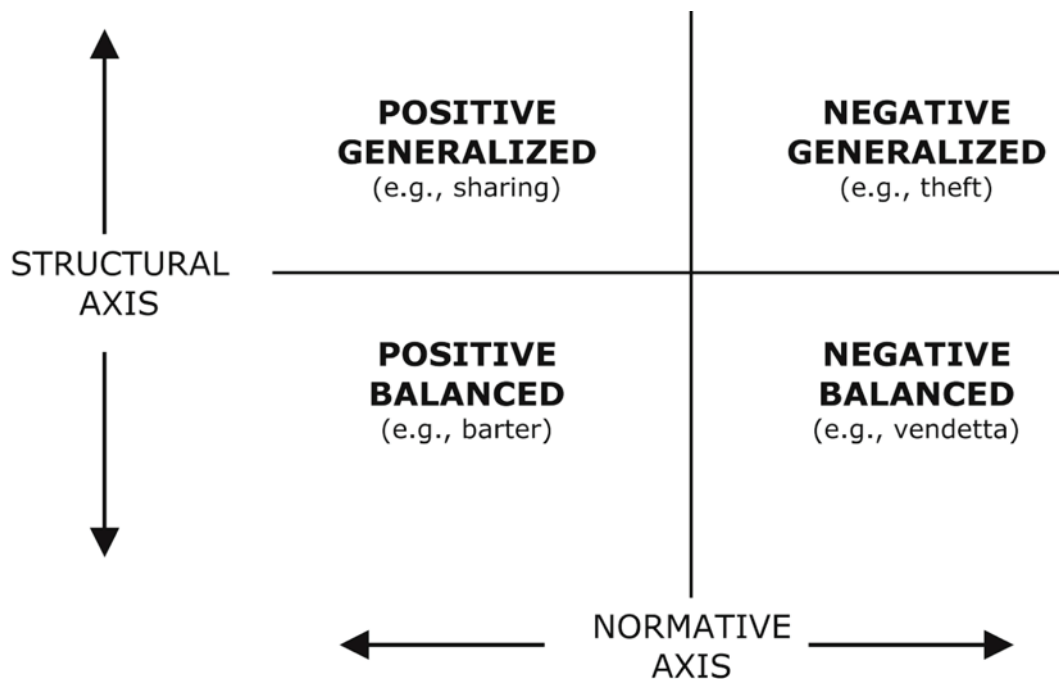 POSITIVE
GENERALIZED
(e.g., sharing)
NEGATIVE
GENERALIZED
(e.g., theft)
STRUCTURAL
AXIS
POSITIVE
BALANCED
(e.g., barter)
NEGATIVE
BALANCED
(e.g., vendetta)
NORMATIVE
AXIS